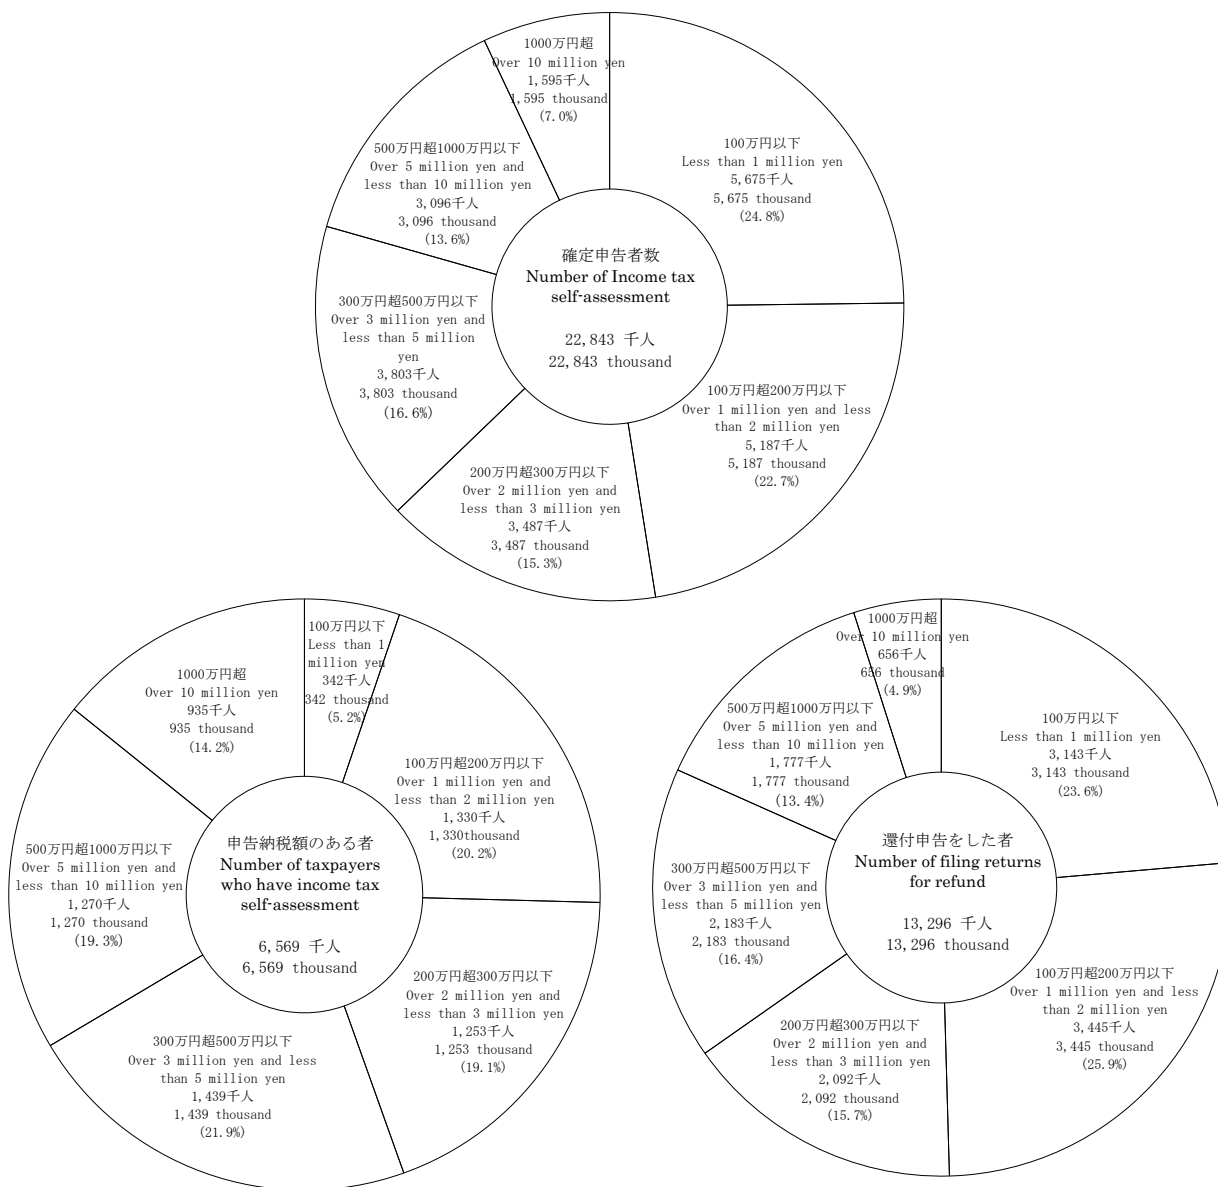 1000万円超
Over 10 million yen
1,595千人
1,595 thousand
(7.0%)
100万円以下
Less than 1 million yen
5,675千人
5,675 thousand
(24.8%)
500万円超1000万円以下
Over 5 million yen and
less than 10 million yen
3,096千人
3,096 thousand
(13.6%)
確定申告者数
Number of Income tax
self-assessment
22,843 千人
22,843 thousand
300万円超500万円以下
Over 3 million yen and
less than 5 million
yen
3,803千人
3,803 thousand
(16.6%)
100万円超200万円以下
Over 1 million yen and less
than 2 million yen
5,187千人
5,187 thousand
(22.7%)
200万円超300万円以下
Over 2 million yen and
less than 3 million yen
3,487千人
3,487 thousand
(15.3%)
100万円以下
Less than 1
million yen
342千人
342 thousand
(5.2%)
1000万円超
Over 10 million yen
935千人
935 thousand
(14.2%)
100万円超200万円以下
Over 1 million yen and
less than 2 million yen
1,330千人
1,330thousand
(20.2%)
申告納税額のある者
Number of taxpayers
who have income tax
self-assessment
6,569 千人
6,569 thousand
500万円超1000万円以下
Over 5 million yen and
less than 10 million yen
1,270千人
1,270 thousand
(19.3%)
200万円超300万円以下
Over 2 million yen and
less than 3 million yen
1,253千人
1,253 thousand
(19.1%)
300万円超500万円以下
Over 3 million yen and less
than 5 million yen
1,439千人
1,439 thousand
(21.9%)
1000万円超
Over 10 million yen
656千人
656 thousand
(4.9%)
500万円超1000万円以下
Over 5 million yen and
less than 10 million yen
1,777千人
1,777 thousand
(13.4%)
100万円以下
Less than 1 million yen
3,143千人
3,143 thousand
(23.6%)
還付申告をした者
Number of filing returns
for refund
13,296 千人
13,296 thousand
300万円超500万円以下
Over 3 million yen and
less than 5 million yen
2,183千人
2,183 thousand
(16.4%)
100万円超200万円以下
Over 1 million yen and less
than 2 million yen
3,445千人
3,445 thousand
(25.9%)
200万円超300万円以下
Over 2 million yen and
less than 3 million yen
2,092千人
2,092 thousand
(15.7%)